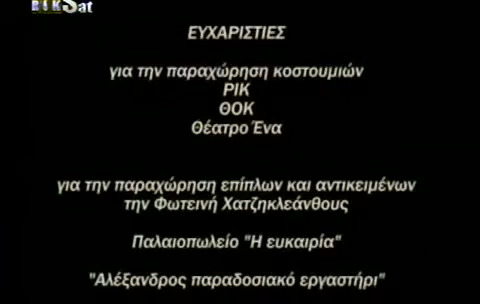 RIKSat
ΕΥΧΑΡΙΣΤΙΕΣ
για την παραχώρηση κοστουμιών
ΡΙΚ
ΘΟΚ
Θέατρο Ένα
για την παραχώρηση επίπλων και αντικειμένων
την Φωτεινή Χατζηκλεάνθους
Παλαιοπωλείο "Η ευκαιρία"
"Αλέξανδρος παραδοσιακό εργαστήρι"